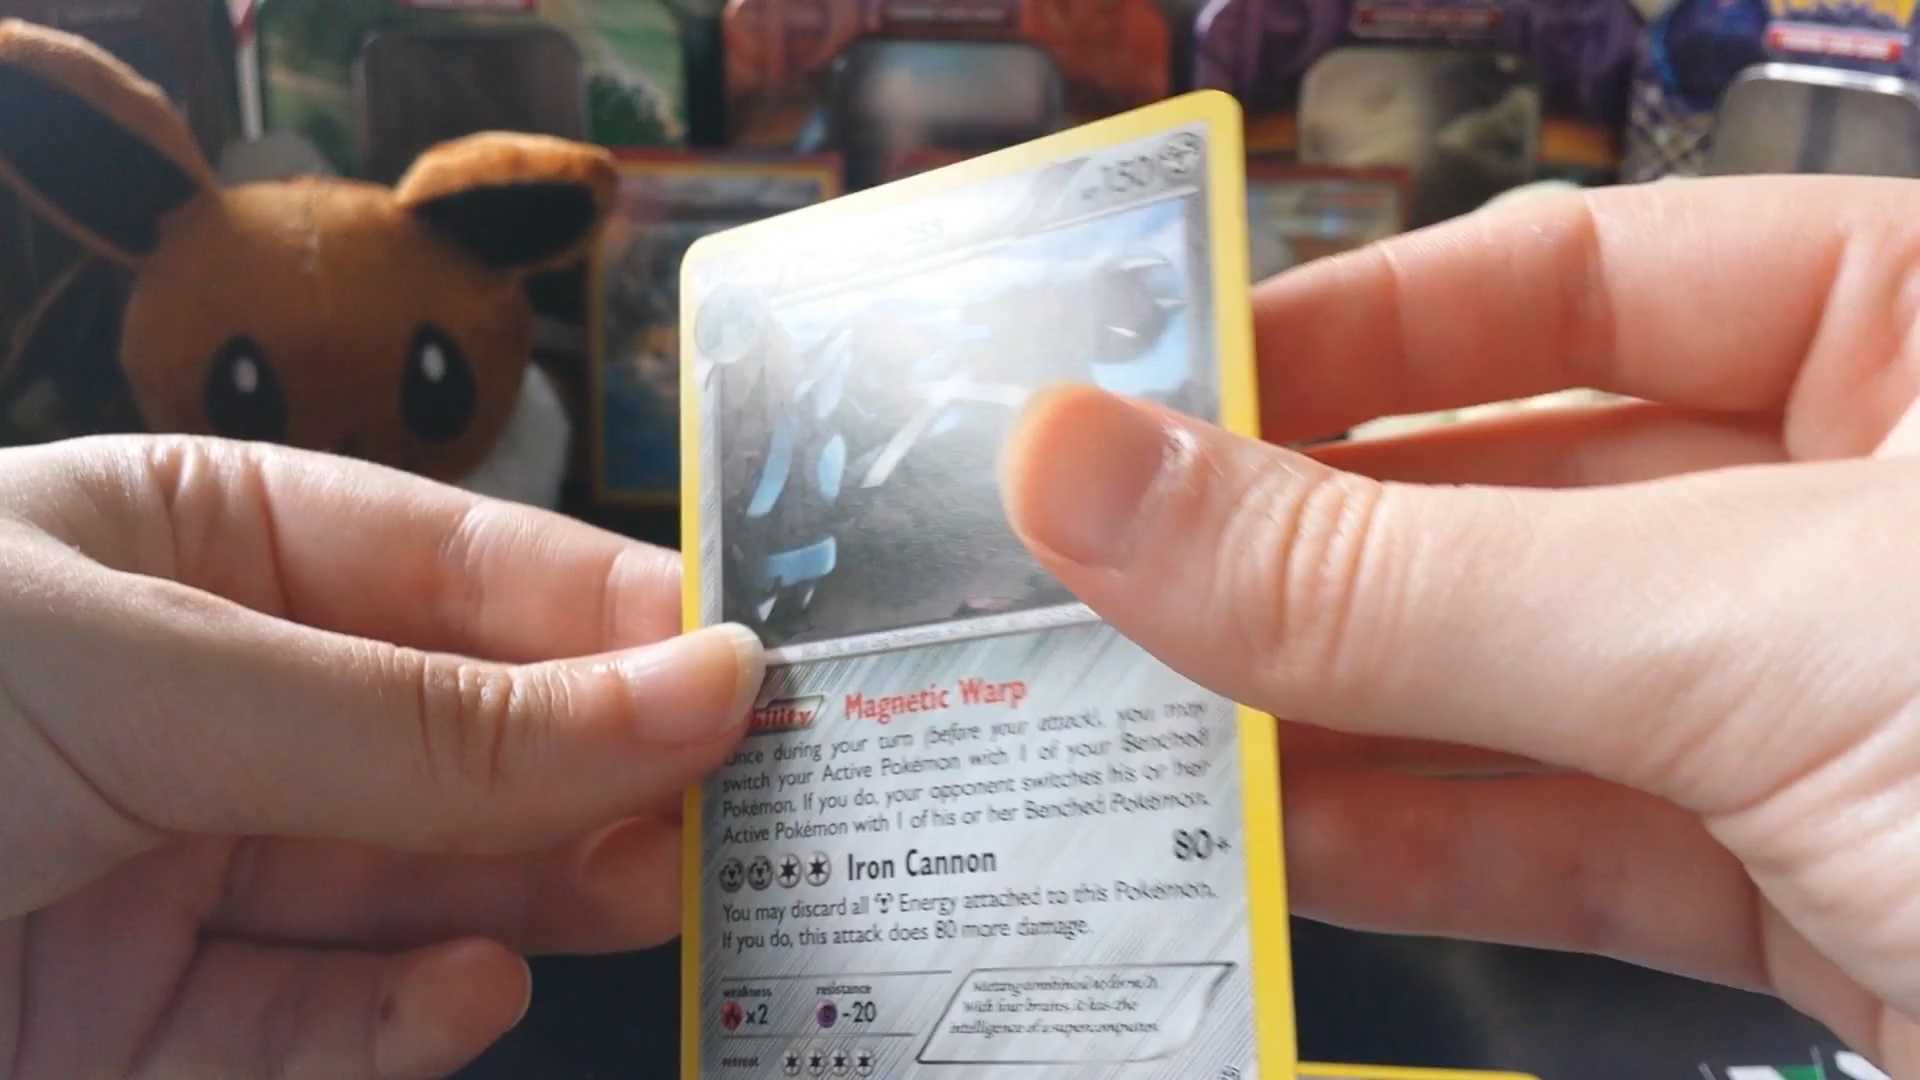 150
Magnetic Warp
Once during your turn (before your attack), you may
switch your Active Pokémon with 1 of your Benched
Pokémon. If you do, your opponent switches his or her
Active Pokémon with 1 of his or her Benched Pokémon.
Iron Cannon 80+
You may discard all Energy attached to this Pokémon.
If you do, this attack does 80 more damage.
weakness resistance
x2 -20
With four brains, it has the
intelligence of a supercomputer.
retreat